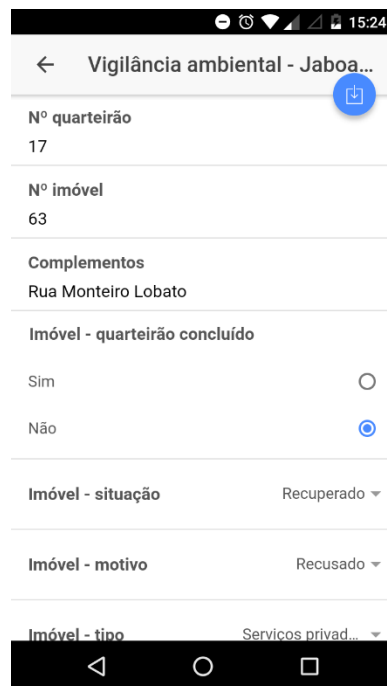 15:24
Vigilância ambiental - Jaboa...
Nº quarteirão
17
Nº imóvel
63
Complementos
Rua Monteiro Lobato
Imóvel - quarteirão concluído
Sim
Não
Imóvel - situação Recuperado
Imóvel - motivo Recusado
Imóvel - tipo Serviços privad...